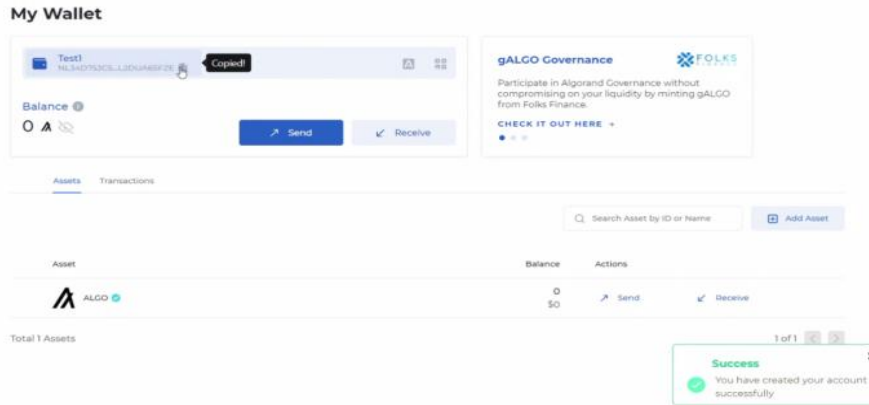 My Wallet
Test1
Copied!
Balance
0
Send
Receive
gALGO Governance
FOLKS
FINANCE
Participate in Algorand Governance without
compromising on your liquidity by minting gALGO
from Folks Finance.
CHECK IT OUT HERE
Assets Transactions
Search Asset by ID or Name
Add Asset
Asset Balance Actions
ALGO 0 Send Receive
$0
Total 1 Assets 1 of 1
Success
You have created your account
successfully